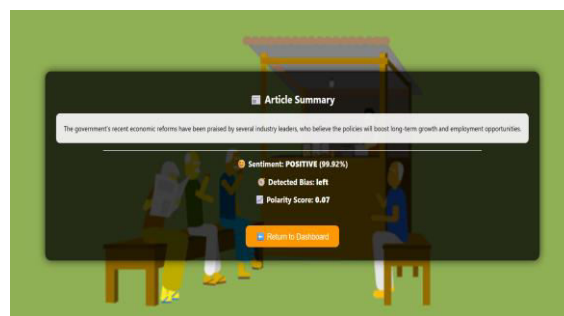 Article Summary
The government's recent economic reforms have been praised by several industry leaders, who believe the policies will boost long-term growth and employment opportunities.
Sentiment: POSITIVE (99.92%)
Detected Bias: left
Polarity Score: 0.07
Return to Dashboard